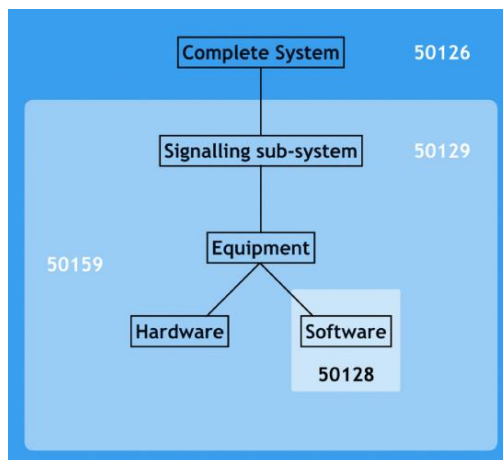 Complete System 50126
Signalling sub-system 50129
Equipment
50159
Hardware Software
50128